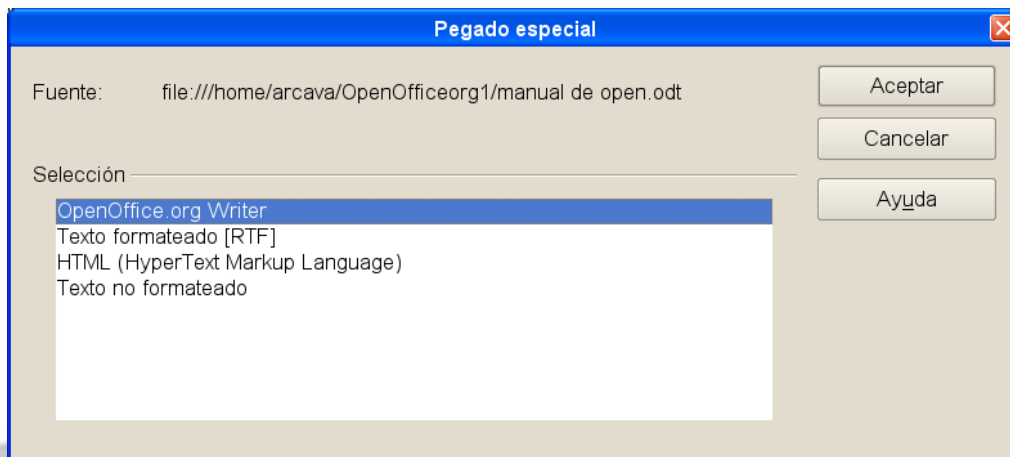 Pegado especial
Fuente: file:///home/arcava/OpenOfficeorg1/manual de open.odt
Aceptar
Cancelar
Ayuda
Selección
OpenOffice.org Writer
Texto formateado [RTF]
HTML (HyperText Markup Language)
Texto no formateado